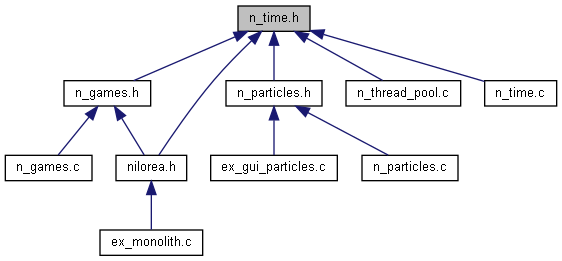 n_time.h
n_games.h
n_particles.h
n_thread_pool.c
n_time.c
n_games.c
nilorea.h
ex_gui_particles.c
n_particles.c
ex_monolith.c